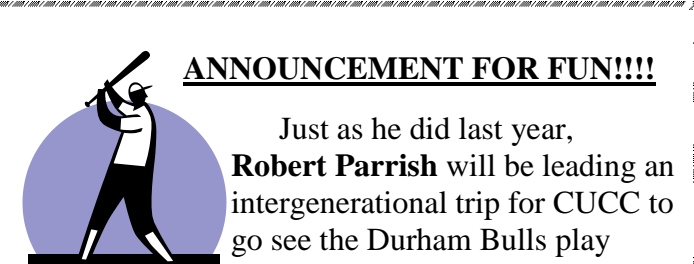 ANNOUNCEMENT FOR FUN!!!!
Just as he did last year,
Robert Parrish will be leading an
intergenerational trip for CUCC to
go see the Durham Bulls play